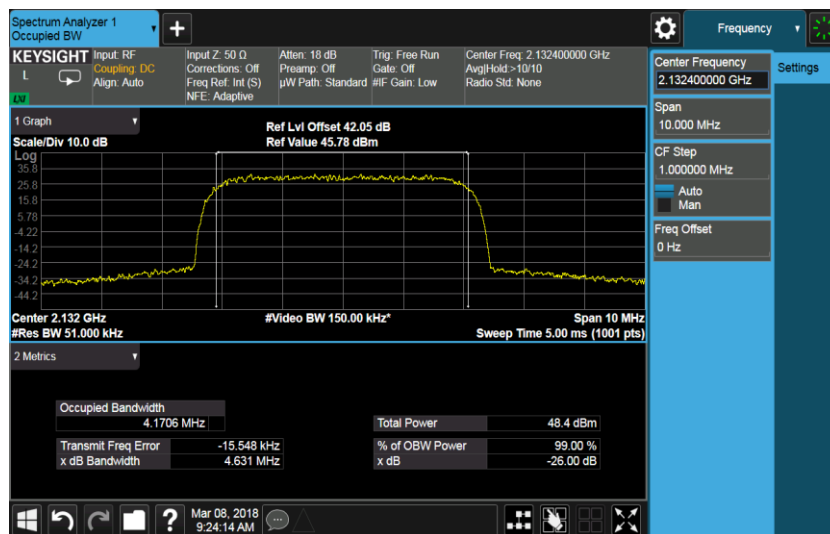 Spectrum Analyzer 1
Occupied BW
+
Frequency
KEYSIGHT
L
LXI
Input: RF
Coupling: DC
Align: Auto
Input Z: 50 Ω
Corrections: Off
Freq Ref: Int (S)
NFE: Adaptive
Atten: 18 dB
Preamp: Off
µW Path: Standard
Trig: Free Run
Gate: Off
#IF Gain: Low
Center Freq: 2.132400000 GHz
Avg|Hold:>10/10
Radio Std: None
Center Frequency
2.132400000 GHz
Settings
Span
10.000 MHz
CF Step
1.000000 MHz
Auto
Man
Freq Offset
0 Hz
1 Graph
Scale/Div 10.0 dB
Ref Lvl Offset 42.05 dB
Ref Value 45.78 dBm
Log
35.8
25.8
15.8
5.78
-4.22
-14.2
-24.2
-34.2
-44.2
Center 2.132 GHz
#Res BW 51.000 kHz
#Video BW 150.00 kHz*
Span 10 MHz
Sweep Time 5.00 ms (1001 pts)
2 Metrics
Occupied Bandwidth
4.1706 MHz
Total Power 48.4 dBm
Transmit Freq Error -15.548 kHz
% of OBW Power 99.00 %
x dB Bandwidth 4.631 MHz
x dB -26.00 dB
?
Mar 08, 2018
9:24:14 AM